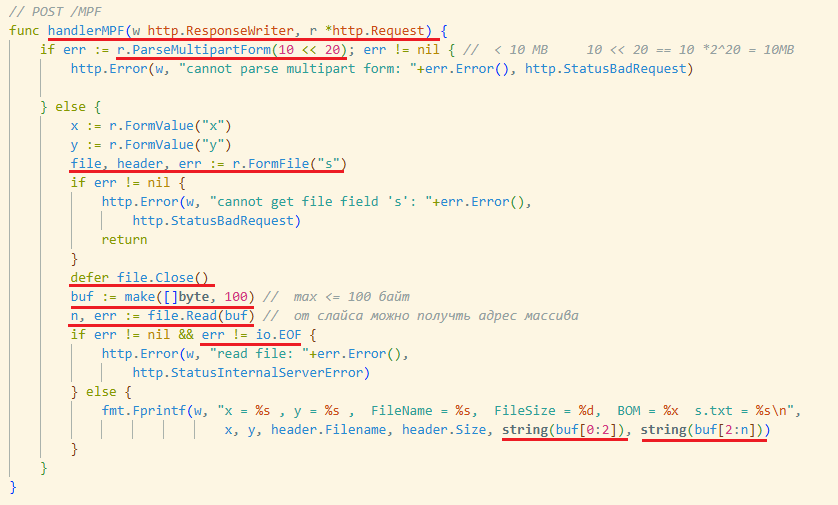 // POST /MPF
func handlerMPF(w http.ResponseWriter, r *http.Request) {
    if err := r.ParseMultipartForm(10 << 20); err != nil { //  < 10 MB     10 << 20 == 10 *2^20 = 10MB
        http.Error(w, "cannot parse multipart form: "+err.Error(), http.StatusBadRequest)
    } else {
        x := r.FormValue("x")
        y := r.FormValue("y")
        file, header, err := r.FormFile("s")
        if err != nil {
            http.Error(w, "cannot get file field 's': "+err.Error(),
                http.StatusBadRequest)
            return
        }
        defer file.Close()
        buf := make([]byte, 100) //  max <= 100 байт
        n, err := file.Read(buf) //  от слайса можно получть адрес массива
        if err != nil && err != io.EOF {
            http.Error(w, "read file: "+err.Error(),
                http.StatusInternalServerError)
        } else {
            fmt.Fprintf(w, "x = %s , y = %s ,  FileName = %s,  FileSize = %d,  BOM = %x  s.txt = %s\n",
                            x, y, header.Filename, header.Size, string(buf[0:2]), string(buf[2:n]))
        }
    }
}